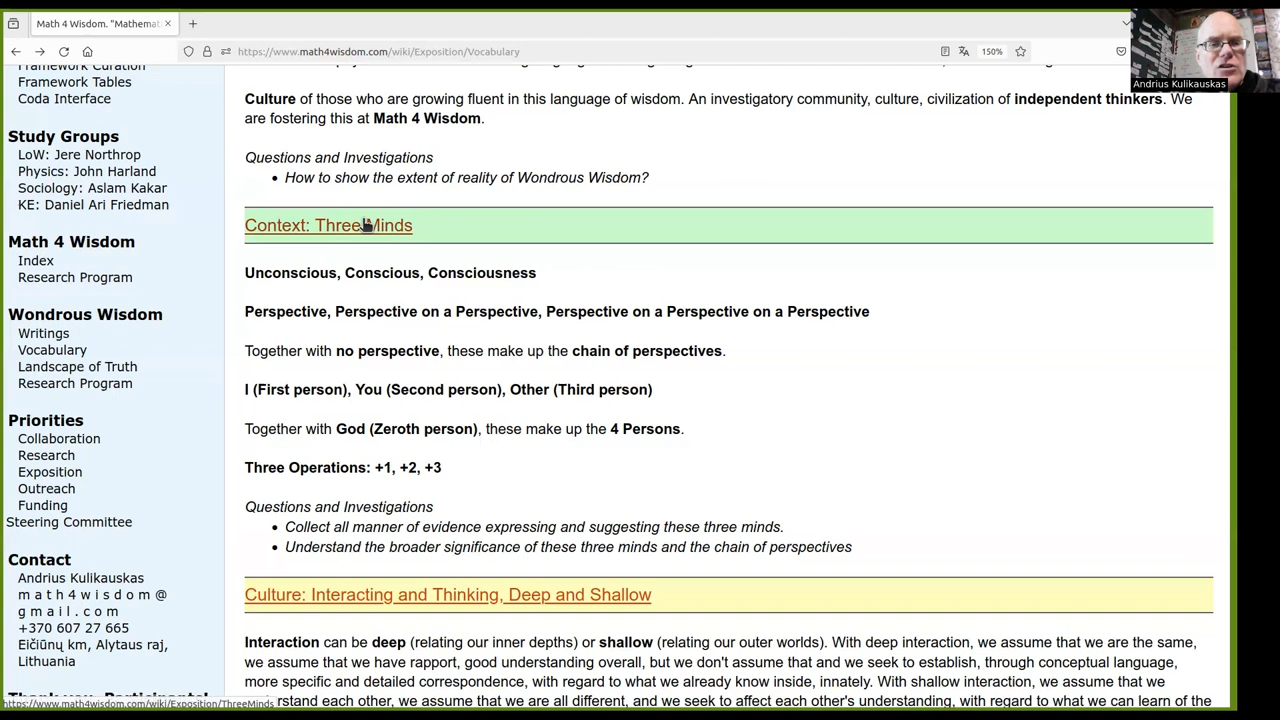 Math 4 Wisdom. "Mathemat
https://www.math4wisdom.com/wiki/Exposition/Vocabulary
150%
Andrius Kulikauskas
Framework Curation
Framework Tables
Coda Interface
Study Groups
LoW: Jere Northrop
Physics: John Harland
Sociology: Aslam Kakar
KE: Daniel Ari Friedman
Math 4 Wisdom
Index
Research Program
Wondrous Wisdom
Writings
Vocabulary
Landscape of Truth
Research Program
Priorities
Collaboration
Research
Exposition
Outreach
Funding
Steering Committee
Contact
Andrius Kulikauskas
m a t h 4 w i s d o m @
g m a i l . c o m
+370 607 27 665
Eičiūnų km, Alytaus raj,
Lithuania
Thank you, Participants!
https://www.math4wisdom.com/wiki/Exposition/ThreeMinds
Culture of those who are growing fluent in this language of wisdom. An investigatory community, culture, civilization of independent thinkers. We
are fostering this at Math 4 Wisdom.
Questions and Investigations
• How to show the extent of reality of Wondrous Wisdom?
Context: Three Minds
Unconscious, Conscious, Consciousness
Perspective, Perspective on a Perspective, Perspective on a Perspective on a Perspective
Together with no perspective, these make up the chain of perspectives.
I (First person), You (Second person), Other (Third person)
Together with God (Zeroth person), these make up the 4 Persons.
Three Operations: +1, +2, +3
Questions and Investigations
• Collect all manner of evidence expressing and suggesting these three minds.
• Understand the broader significance of these three minds and the chain of perspectives
Culture: Interacting and Thinking, Deep and Shallow
Interaction can be deep (relating our inner depths) or shallow (relating our outer worlds). With deep interaction, we assume that we are the same,
we assume that we have rapport, good understanding overall, but we don't assume that and we seek to establish, through conceptual language,
more specific and detailed correspondence, with regard to what we already know inside, innately. With shallow interaction, we assume that we
rstand each other, we assume that we are all different, and we seek to affect each other's understanding, with regard to what we can learn of the